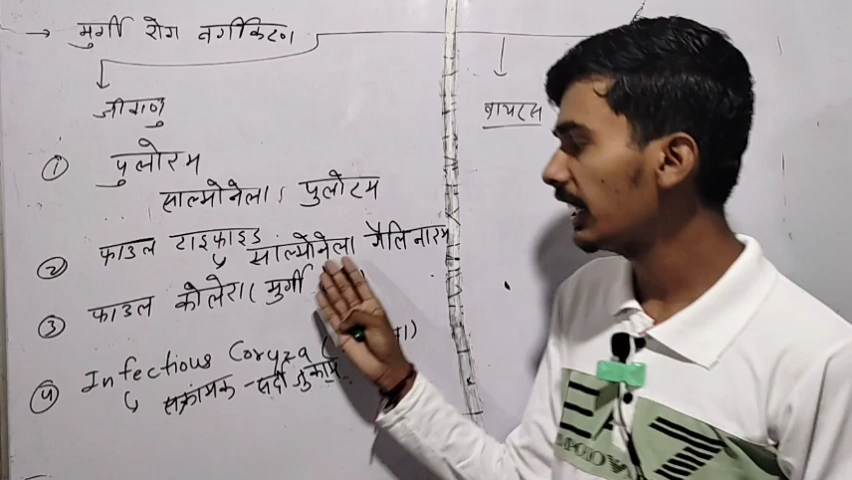 → मुर्गी रोग वर्गीकरण
जीवाणु
वायरस
① पुलोरम
साल्मोनेला, पुलोरम
② फाउल टाइफाइड
साल्मोनेला गैलिनारम
③ फाउल कोलेरा (मुर्गी
④ Infectious Coryza (
संक्रामक - सर्दी जुकाम